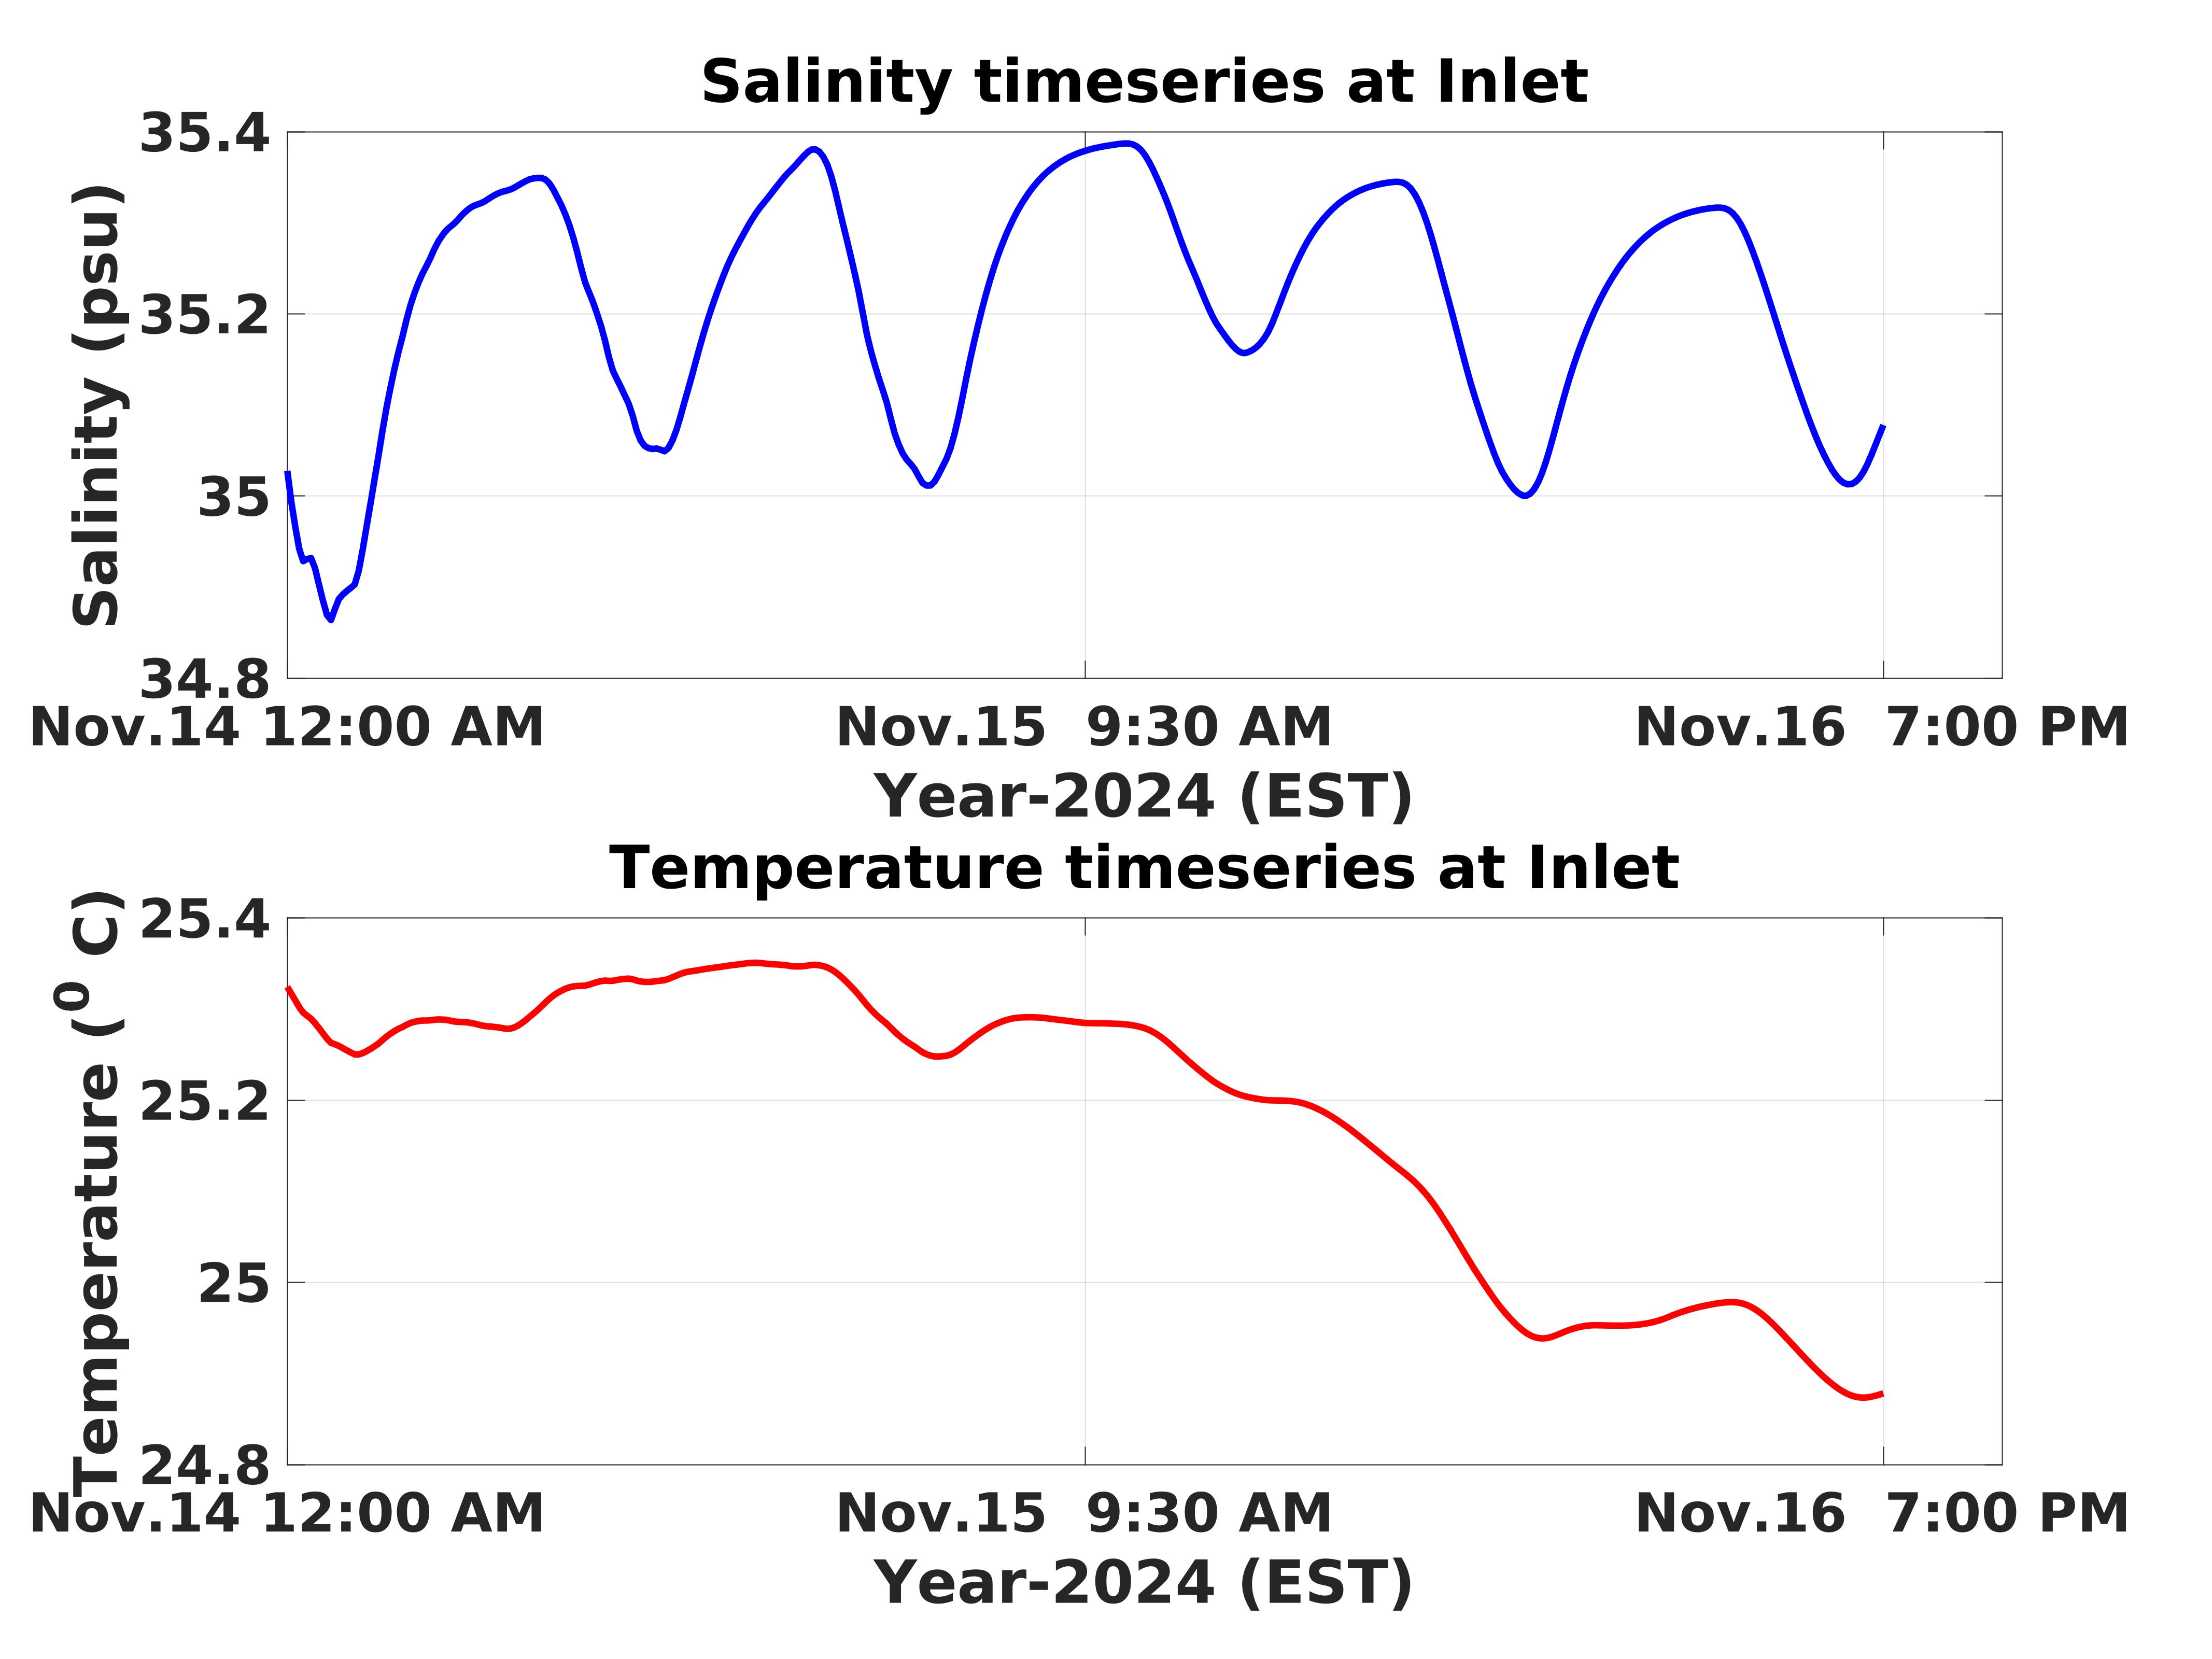 Salinity timeseries at Inlet
Salinity (psu)
35.4
35.2
35
34.8
Nov.14 12:00 AM Nov.15  9:30 AM Nov.16  7:00 PM
Year-2024 (EST)
Temperature timeseries at Inlet
Temperature (⁰ C)
25.4
25.2
25
24.8
Nov.14 12:00 AM Nov.15  9:30 AM Nov.16  7:00 PM
Year-2024 (EST)